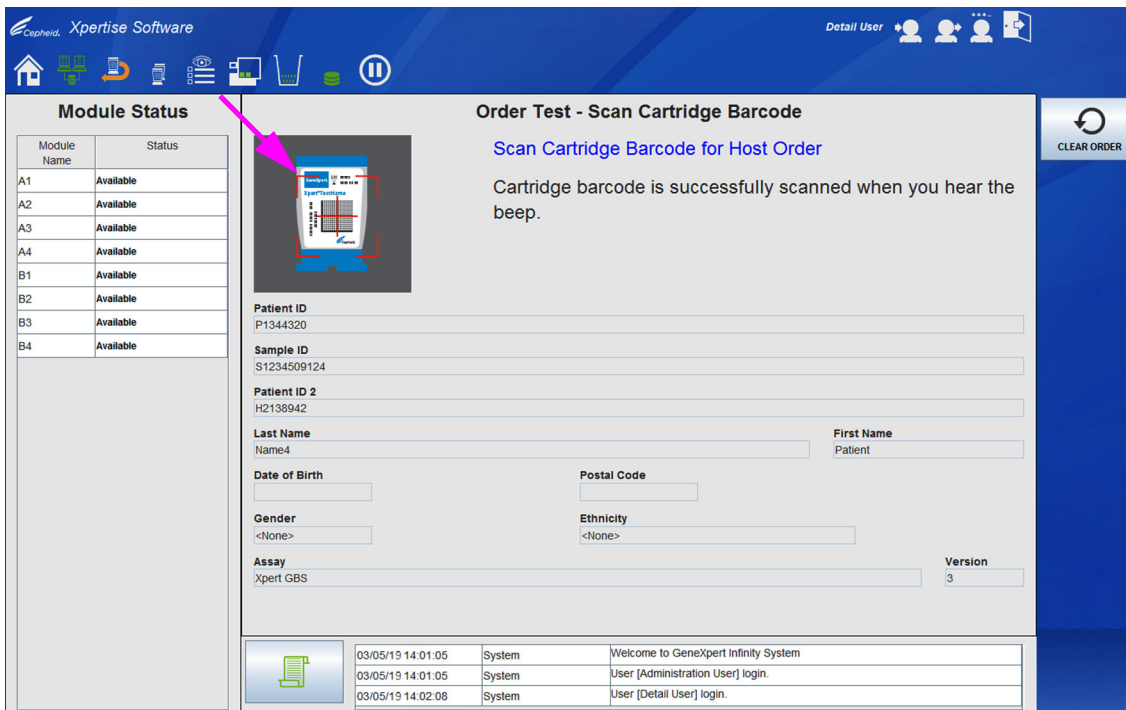 Cepheid. Xpertise Software
Detail User
Module Status
Module Name
Status
A1 Available
A2 Available
A3 Available
A4 Available
B1 Available
B2 Available
B3 Available
B4 Available
Order Test - Scan Cartridge Barcode
Scan Cartridge Barcode for Host Order
Cartridge barcode is successfully scanned when you hear the
beep.
Xpert®TestName
Cepheid
Patient ID
P1344320
Sample ID
S1234509124
Patient ID 2
H2138942
Last Name First Name
Name4 Patient
Date of Birth Postal Code
Gender Ethnicity
<None> <None>
Assay Version
Xpert GBS 3
03/05/19 14:01:05 System Welcome to GeneXpert Infinity System
03/05/19 14:01:05 System User [Administration User] login.
03/05/19 14:02:08 System User [Detail User] login.
CLEAR ORDER